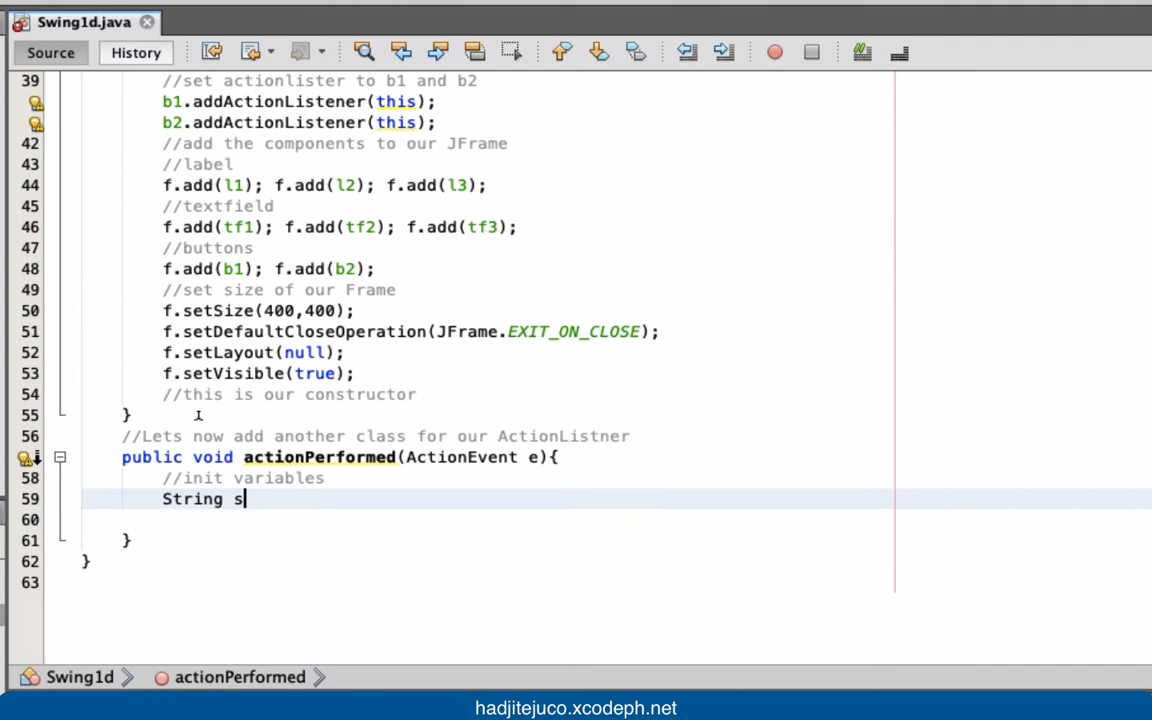 Swing1d.java
Source History
39 //set actionlister to b1 and b2
b1.addActionListener(this);
b2.addActionListener(this);
42 //add the components to our JFrame
43 //label
44 f.add(l1); f.add(l2); f.add(l3);
45 //textfield
46 f.add(tf1); f.add(tf2); f.add(tf3);
47 //buttons
48 f.add(b1); f.add(b2);
49 //set size of our Frame
50 f.setSize(400,400);
51 f.setDefaultCloseOperation(JFrame.EXIT_ON_CLOSE);
52 f.setLayout(null);
53 f.setVisible(true);
54 //this is our constructor
55 }
56 //Lets now add another class for our ActionListner
public void actionPerformed(ActionEvent e){
58 //init variables
59 String s
60
61 }
62 }
63
Swing1d actionPerformed
hadjitejuco.xcodeph.net